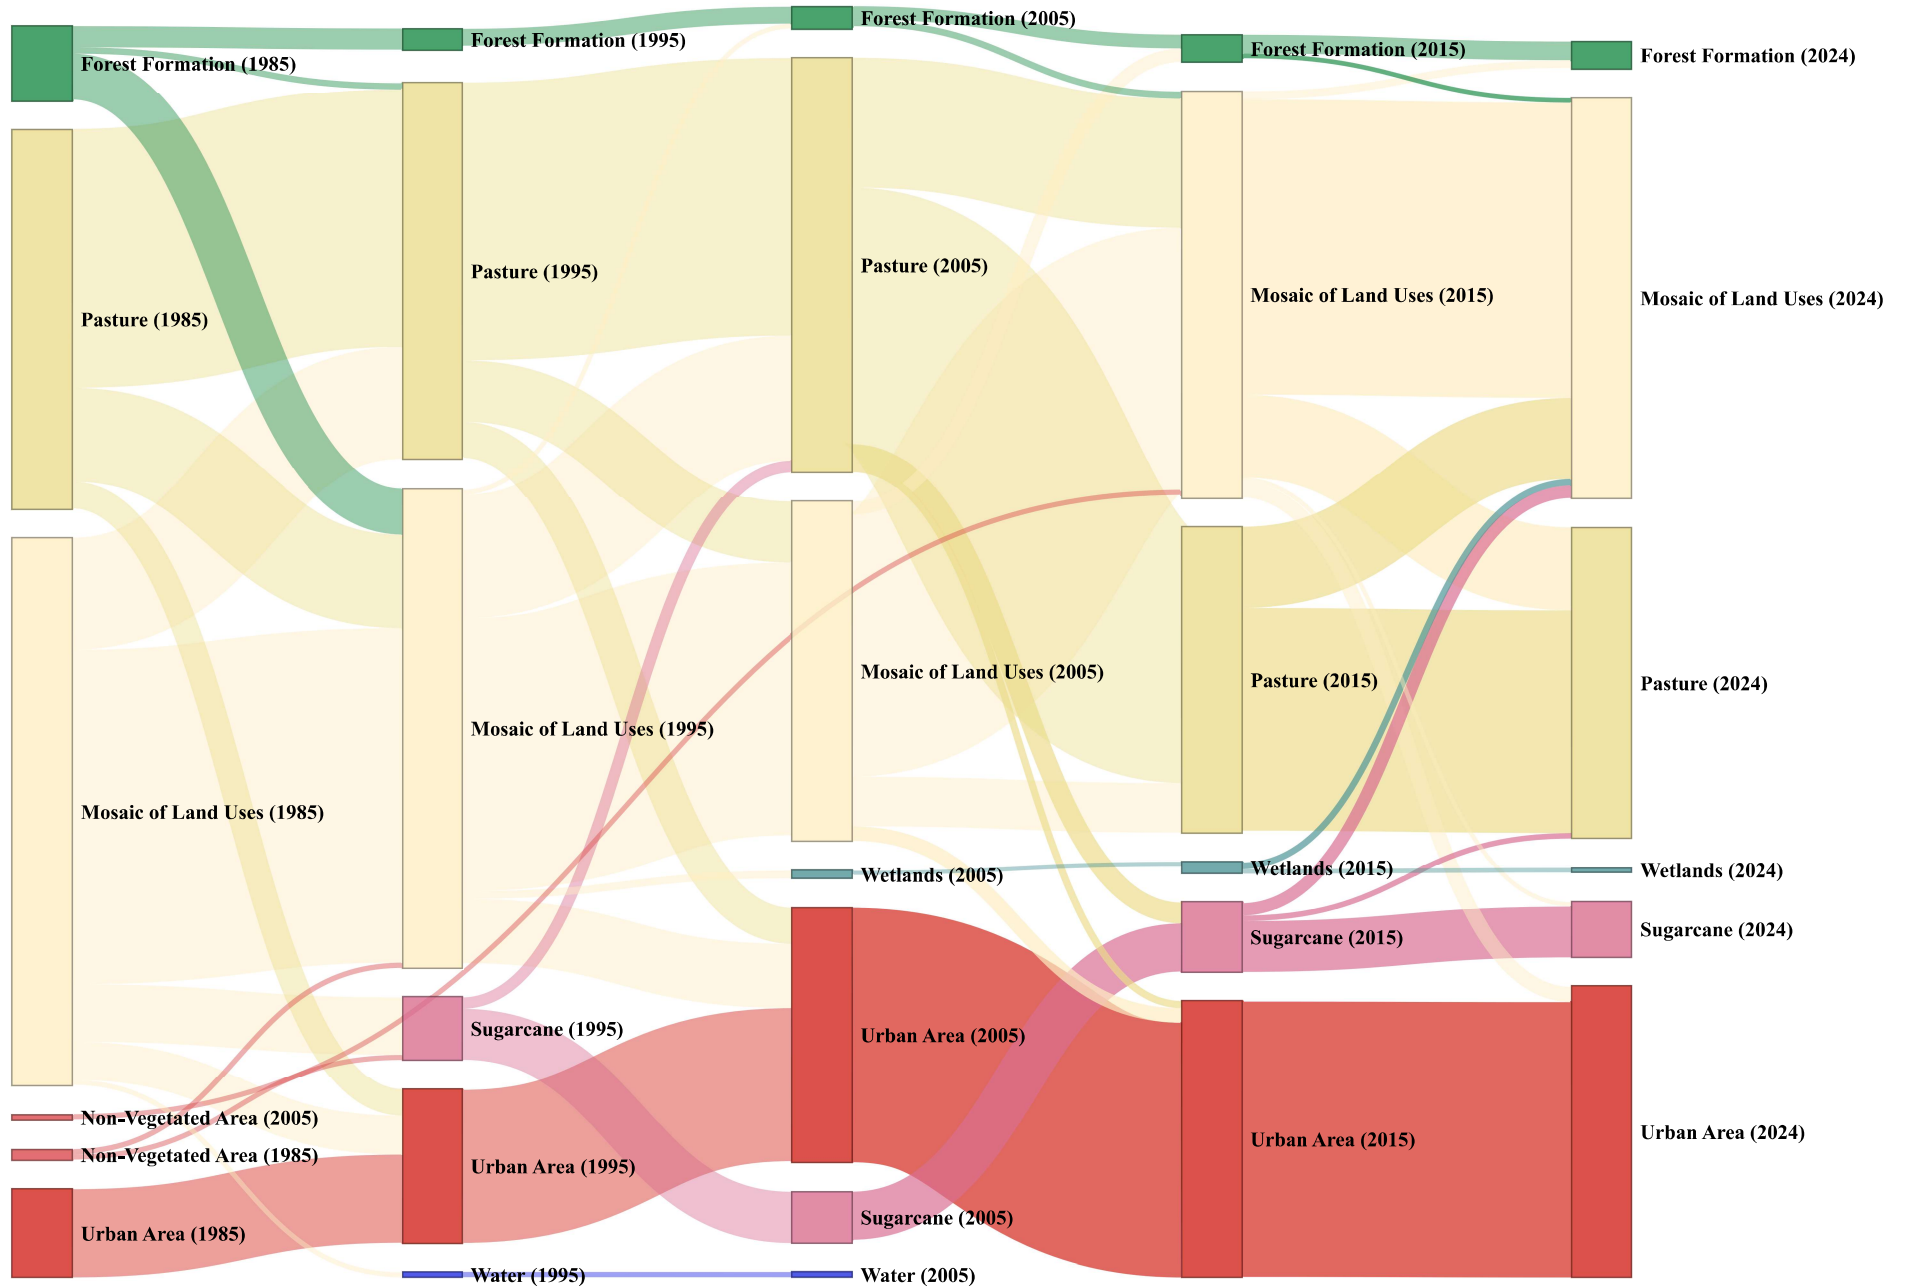 Forest Formation (1985)
Pasture (1985)
Mosaic of Land Uses (1985)
Non-Vegetated Area (2005)
Non-Vegetated Area (1985)
Urban Area (1985)
Forest Formation (1995)
Pasture (1995)
Mosaic of Land Uses (1995)
Sugarcane (1995)
Urban Area (1995)
Water (1995)
Forest Formation (2005)
Pasture (2005)
Mosaic of Land Uses (2005)
Wetlands (2005)
Urban Area (2005)
Sugarcane (2005)
Water (2005)
Forest Formation (2015)
Mosaic of Land Uses (2015)
Pasture (2015)
Wetlands (2015)
Sugarcane (2015)
Urban Area (2015)
Forest Formation (2024)
Mosaic of Land Uses (2024)
Pasture (2024)
Wetlands (2024)
Sugarcane (2024)
Urban Area (2024)